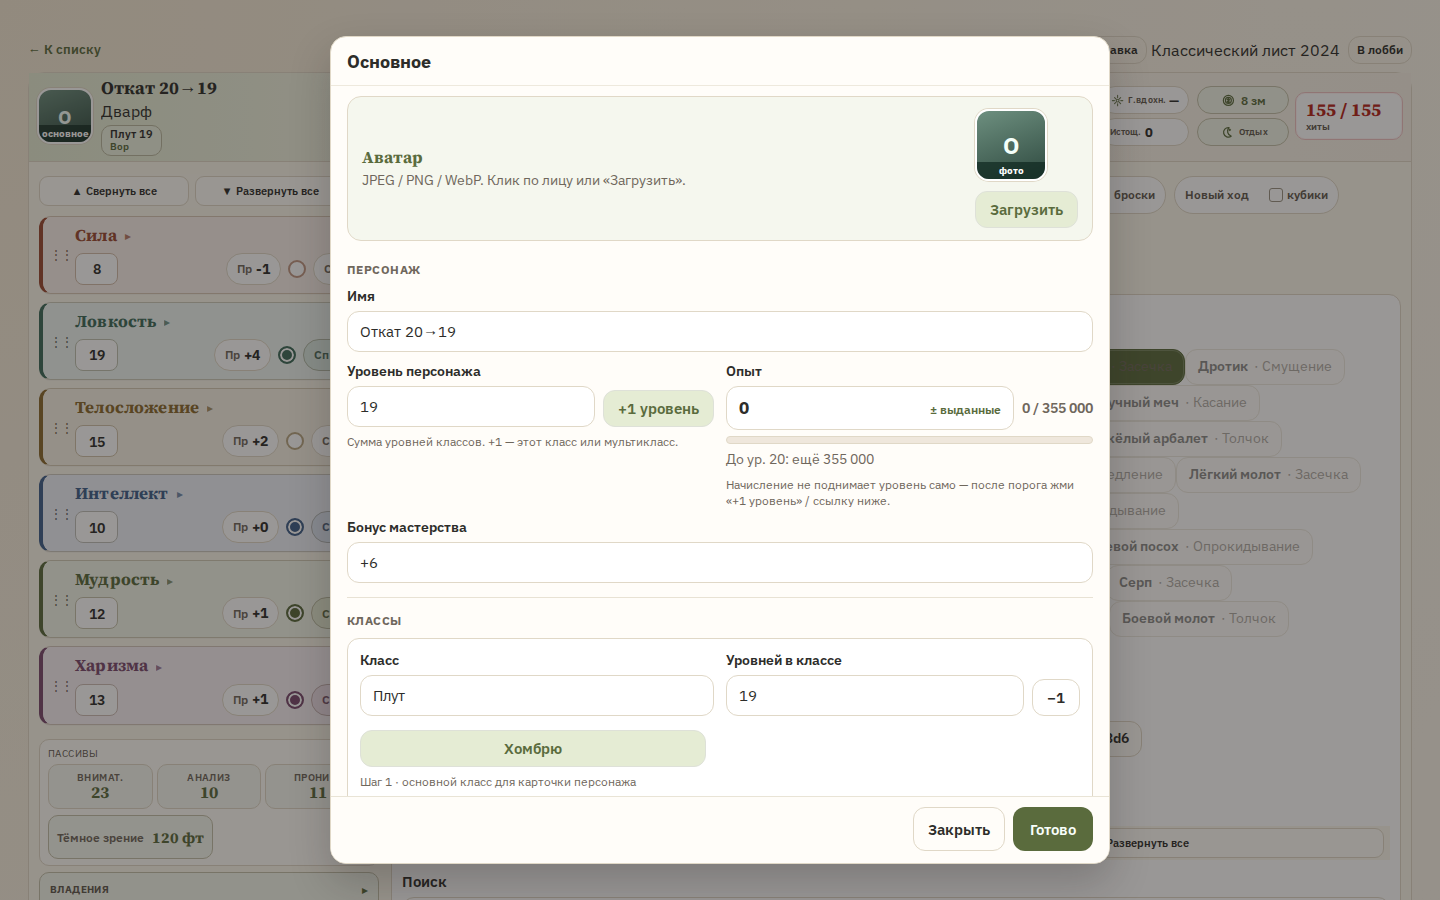 ← К списку
Классический лист 2024
В лобби
О
основное
Откат 20→19
Дварф
Плут 19
Вор
Г.вдохн. —
8 зм
Истощ. 0
Отдых
155 / 155
хиты
▲ Свернуть все
▼ Развернуть все
броски
Новый ход
кубики
Сила ▸
8
Пр -1
Ловкость ▸
19
Пр +4
Сп
Телосложение ▸
15
Пр +2
С
Интеллект ▸
10
Пр +0
С
Мудрость ▸
12
Пр +1
С
Харизма ▸
13
Пр +1
С
ПАССИВЫ
ВНИМАТ.
23
АНАЛИЗ
10
ПРОНИ
11
Тёмное зрение 120 фт
ВЛАДЕНИЯ ▸
Основное
Аватар
JPEG / PNG / WebP. Клик по лицу или «Загрузить».
О
фото
Загрузить
ПЕРСОНАЖ
Имя
Откат 20→19
Уровень персонажа
19
+1 уровень
Сумма уровней классов. +1 — этот класс или мультикласс.
Опыт
0
± выданные
0 / 355 000
До ур. 20: ещё 355 000
Начисление не поднимает уровень само — после порога жми
«+1 уровень» / ссылку ниже.
Бонус мастерства
+6
КЛАССЫ
Класс
Плут
Уровней в классе
19
−1
Хомбрю
Шаг 1 · основной класс для карточки персонажа
Закрыть
Готово
Дротик · Смущение
· Касание
арбалет · Толчок
Лёгкий молот · Засечка
посох · Опрокидывание
Серп · Засечка
Боевой молот · Толчок
Развернуть все
Поиск